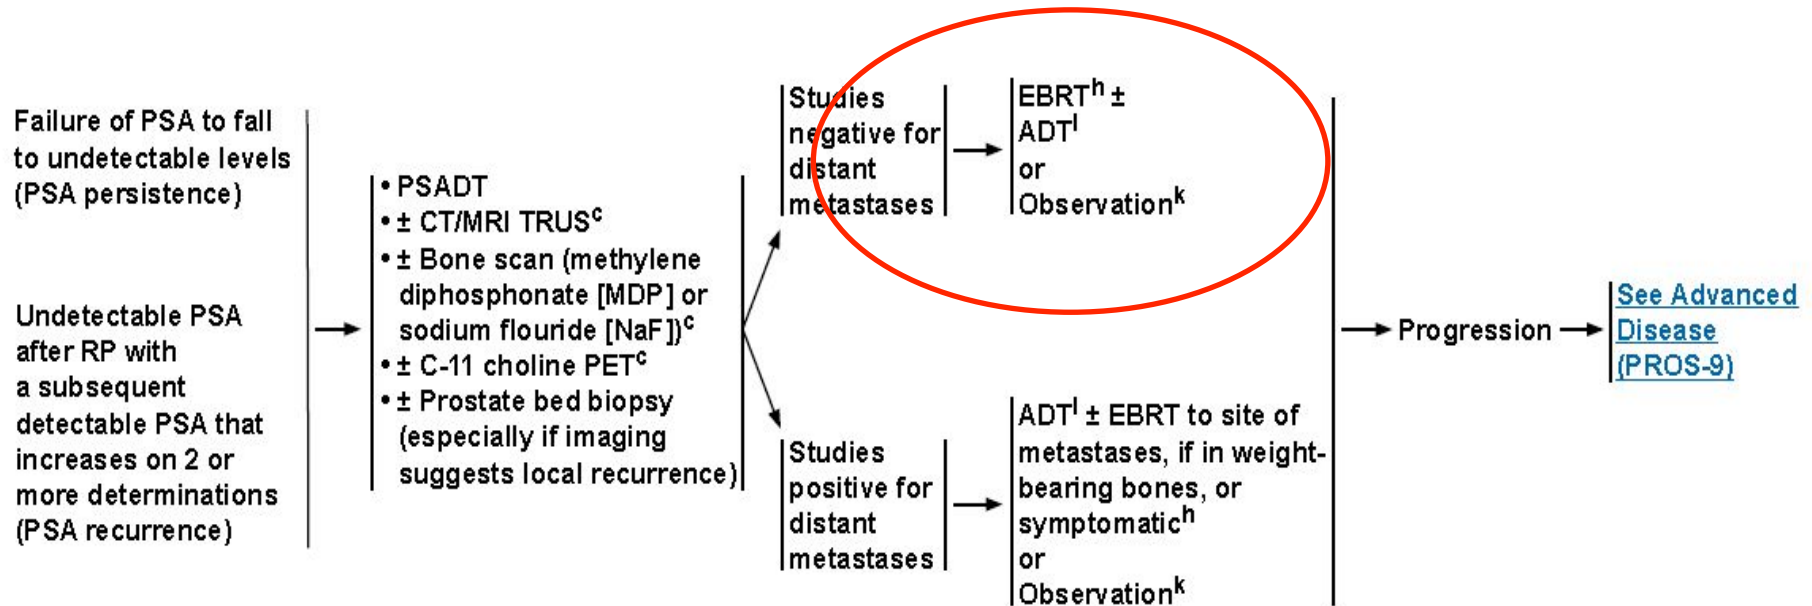 Failure of PSA to fall
to undetectable levels
(PSA persistence)
Undetectable PSA
after RP with
a subsequent
detectable PSA that
increases on 2 or
more determinations
(PSA recurrence)
• PSADT
• ± CT/MRI TRUSᶜ
• ± Bone scan (methylene
diphosphonate [MDP] or
sodium flouride [NaF])ᶜ
• ± C-11 choline PETᶜ
• ± Prostate bed biopsy
(especially if imaging
suggests local recurrence)
Studies
negative for
distant
metastases
EBRTʰ ±
ADTˡ
or
Observationᵏ
Studies
positive for
distant
metastases
ADTˡ ± EBRT to site of
metastases, if in weight-
bearing bones, or
symptomaticʰ
or
Observationᵏ
Progression
See Advanced
Disease
(PROS-9)